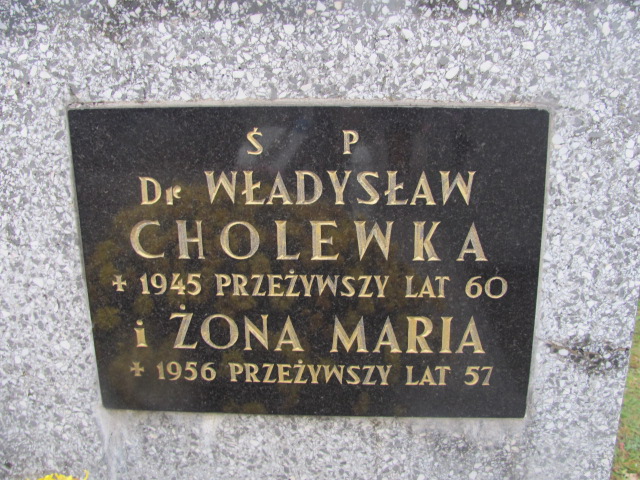 Ś P
Dr WŁADYSŁAW
CHOLEWKA
+ 1945 PRZEŻYWSZY LAT 60
i ŻONA MARIA
+ 1956 PRZEŻYWSZY LAT 57